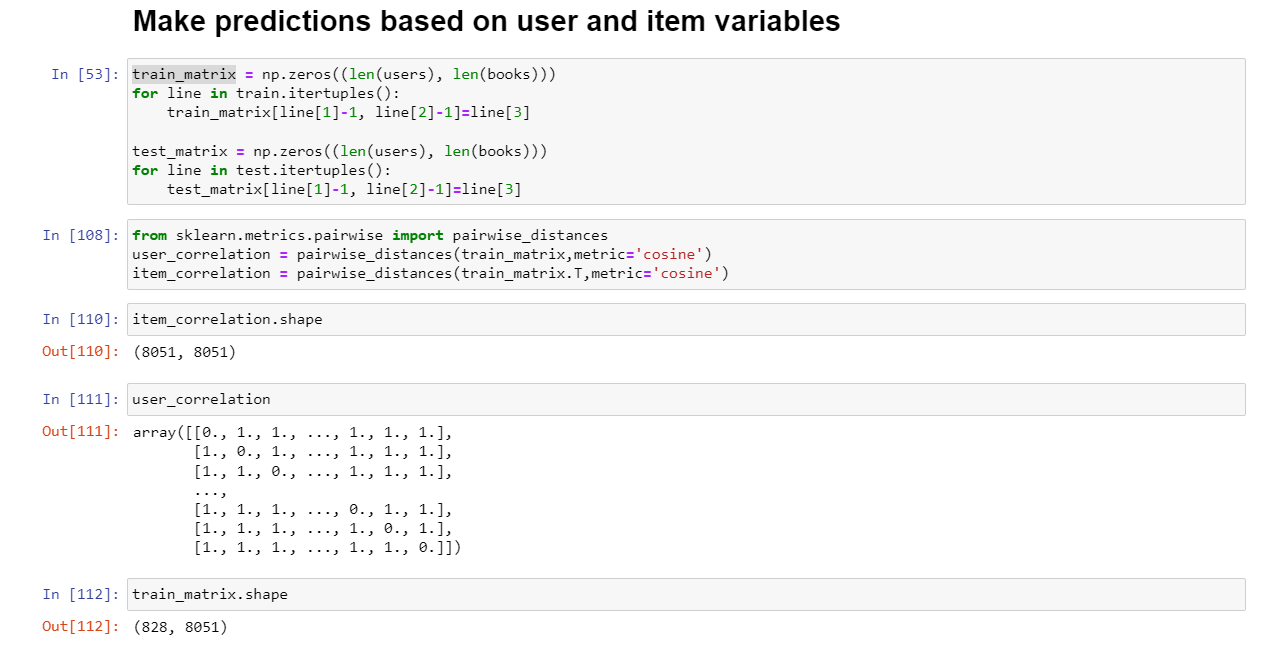 Make predictions based on user and item variables
In [53]: train_matrix = np.zeros((len(users), len(books)))
for line in train.itertuples():
    train_matrix[line[1]-1, line[2]-1]=line[3]

test_matrix = np.zeros((len(users), len(books)))
for line in test.itertuples():
    test_matrix[line[1]-1, line[2]-1]=line[3]
In [108]: from sklearn.metrics.pairwise import pairwise_distances
user_correlation = pairwise_distances(train_matrix,metric='cosine')
item_correlation = pairwise_distances(train_matrix.T,metric='cosine')
In [110]: item_correlation.shape
Out[110]: (8051, 8051)
In [111]: user_correlation
Out[111]: array([[0., 1., 1., ..., 1., 1., 1.],
       [1., 0., 1., ..., 1., 1., 1.],
       [1., 1., 0., ..., 1., 1., 1.],
       ...,
       [1., 1., 1., ..., 0., 1., 1.],
       [1., 1., 1., ..., 1., 0., 1.],
       [1., 1., 1., ..., 1., 1., 0.]])
In [112]: train_matrix.shape
Out[112]: (828, 8051)